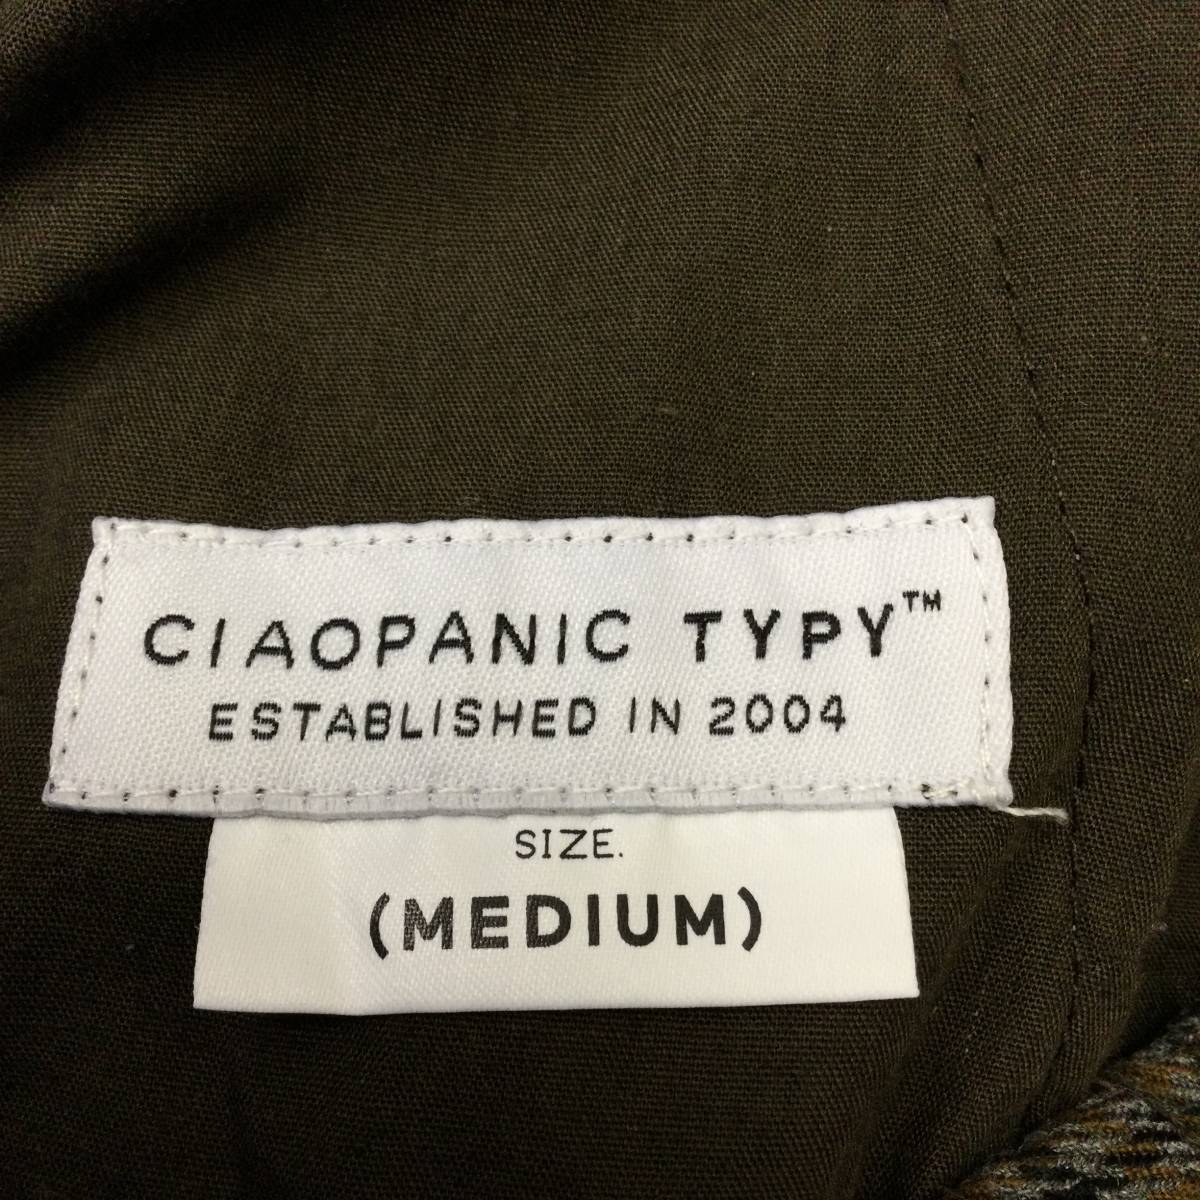 CIAOPANIC TYPY™
ESTABLISHED IN 2004
SIZE.
(MEDIUM)